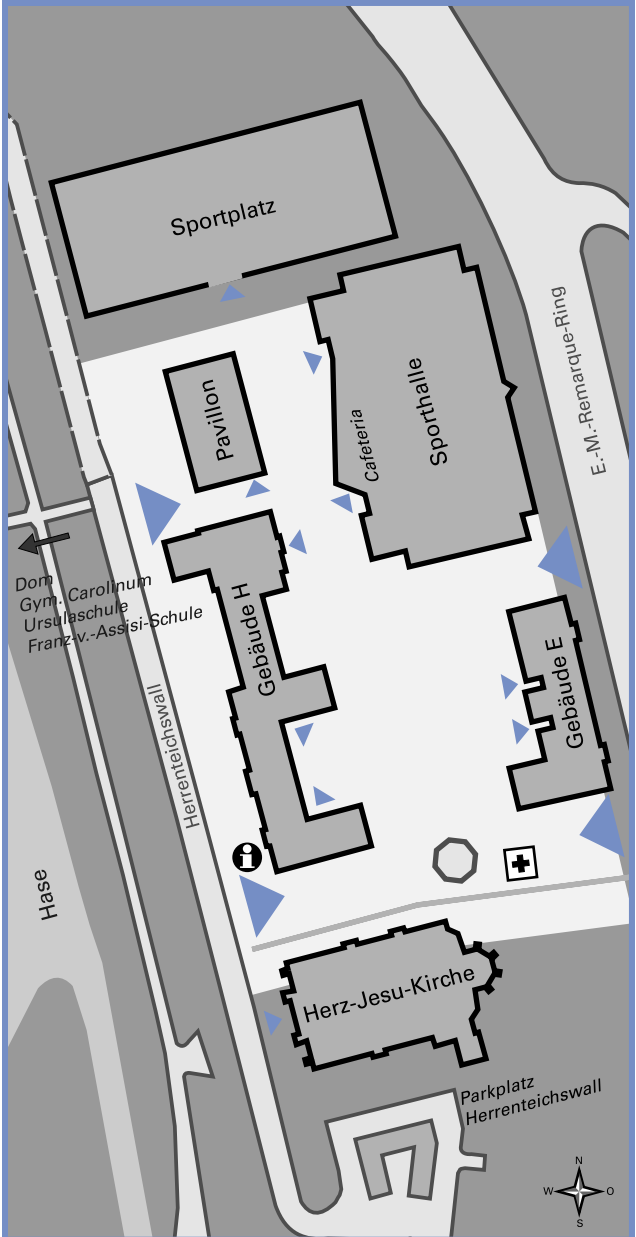 Sportplatz
E.-M.-Remarque-Ring
Pavillon
Cafeteria
Sporthalle
Dom
Gym. Carolinum
Ursulaschule
Franz-v.-Assisi-Schule
Gebäude H
Gebäude E
Herrenteichswall
i
Hase
Herz-Jesu-Kirche
Parkplatz
Herrenteichswall
N
W O
S